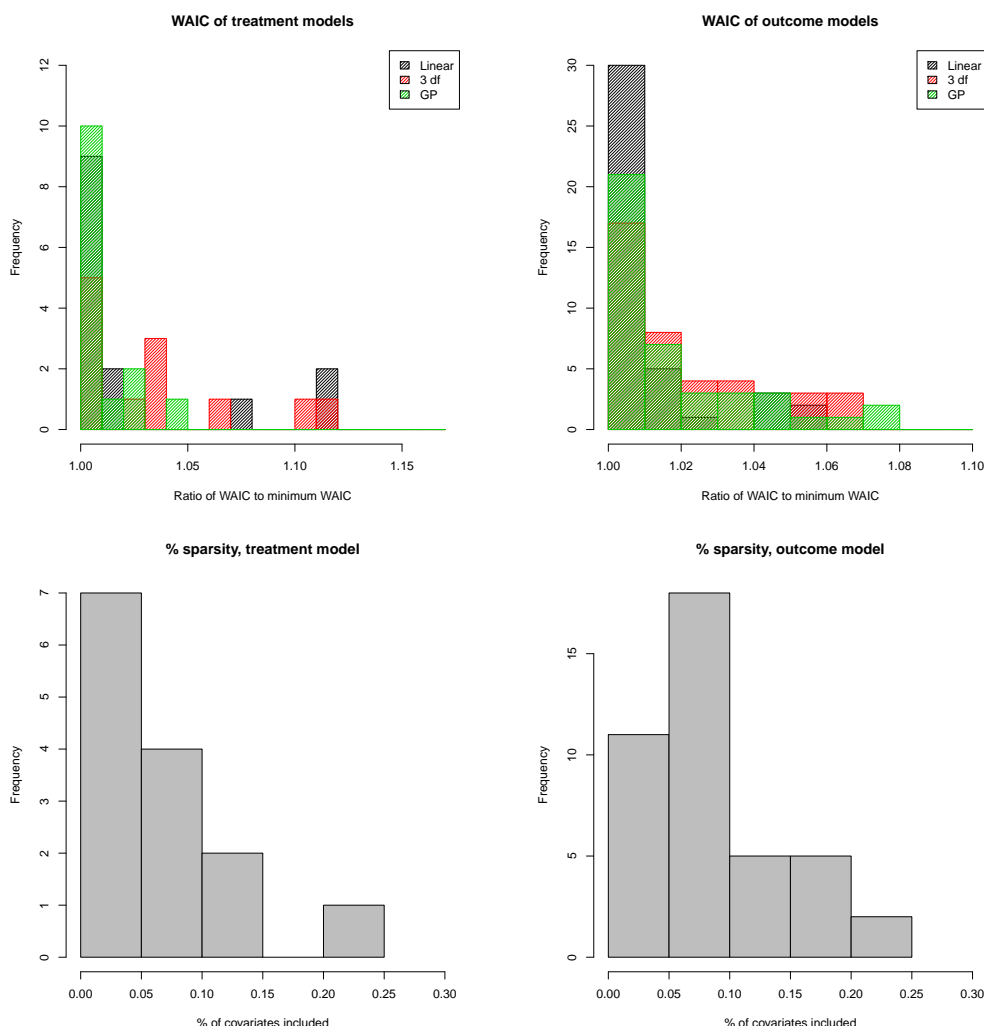 WAIC of treatment models
Linear
3 df
GP
Frequency
0
2
4
6
8
10
12
1.00 1.05 1.10 1.15
Ratio of WAIC to minimum WAIC
WAIC of outcome models
Linear
3 df
GP
Frequency
0
5
10
15
20
25
30
1.00 1.02 1.04 1.06 1.08 1.10
Ratio of WAIC to minimum WAIC
% sparsity, treatment model
Frequency
0
1
2
3
4
5
6
7
0.00 0.05 0.10 0.15 0.20 0.25 0.30
% of covariates included
% sparsity, outcome model
Frequency
0
5
10
15
0.00 0.05 0.10 0.15 0.20 0.25 0.30
% of covariates included